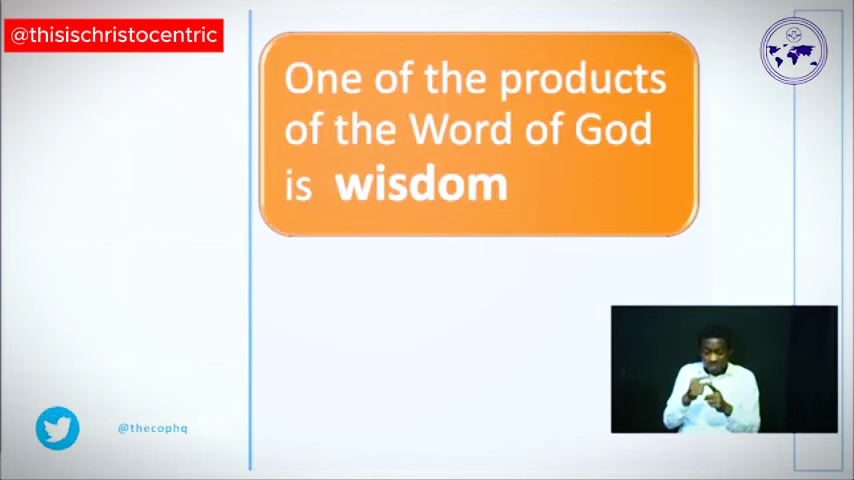 @thisischristocentric
One of the products
of the Word of God
is wisdom
@thecophq